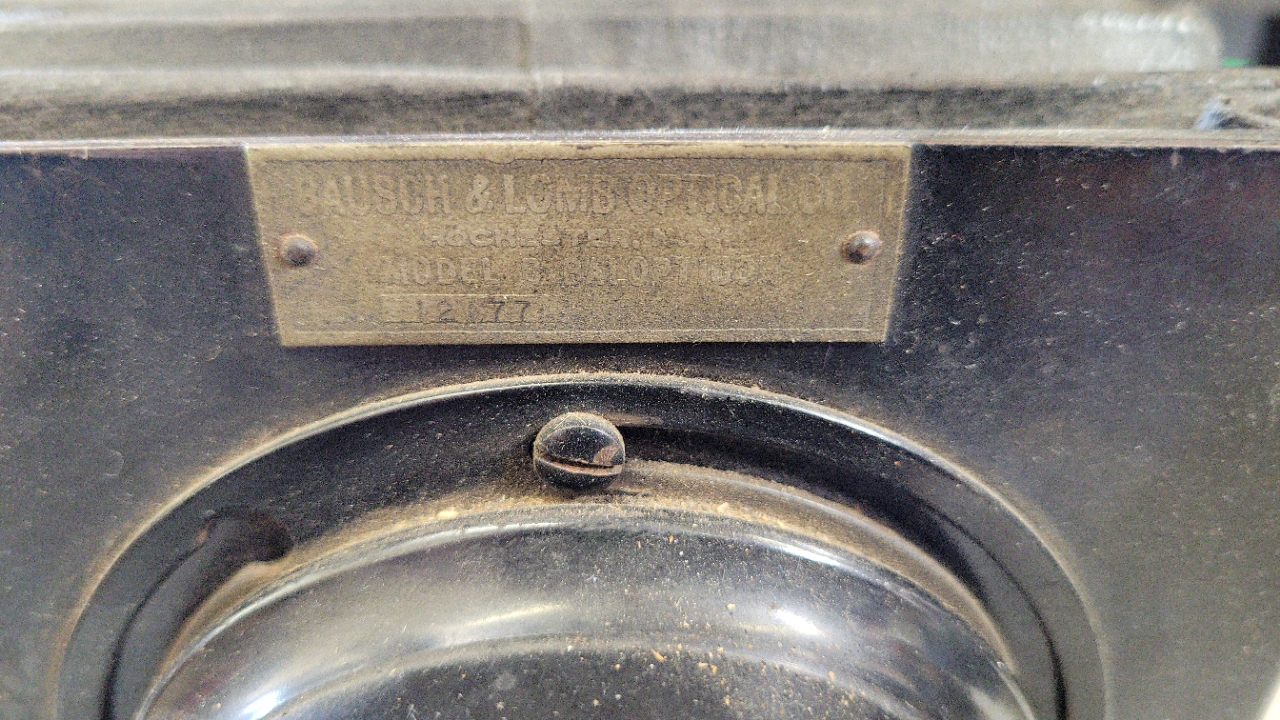 BAUSCH & LOMB OPTICAL CO
ROCHESTER, N.Y.
MODEL BALOPTICON